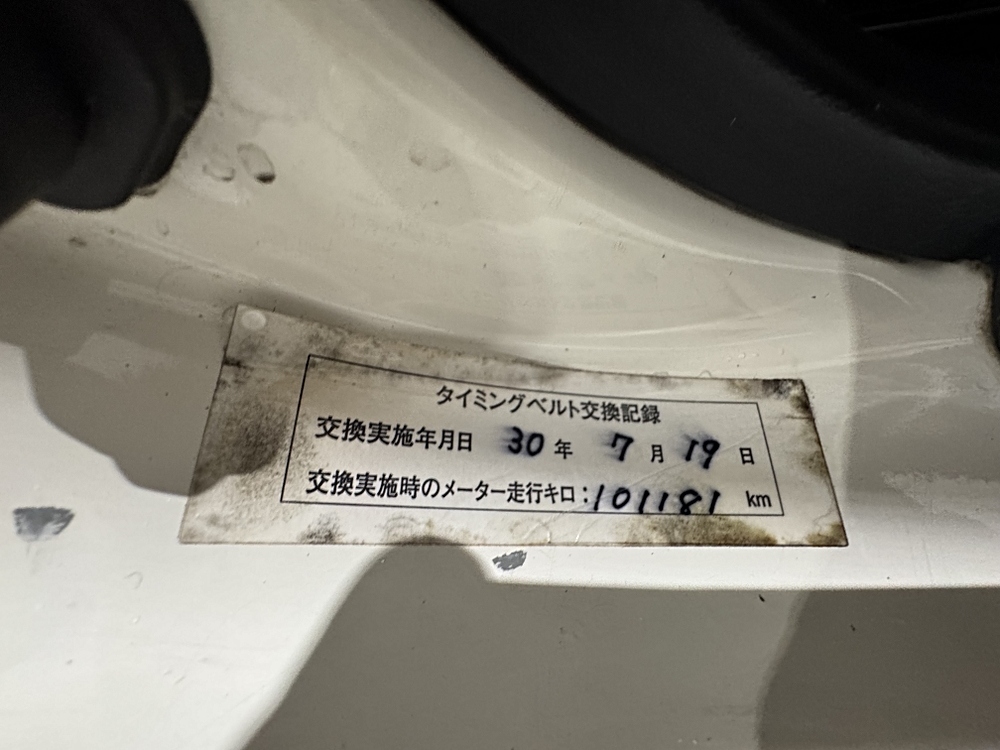 タイミングベルト交換記録
交換実施年月日 30 年 7 月 19 日
交換実施時のメーター走行キロ：101181 km